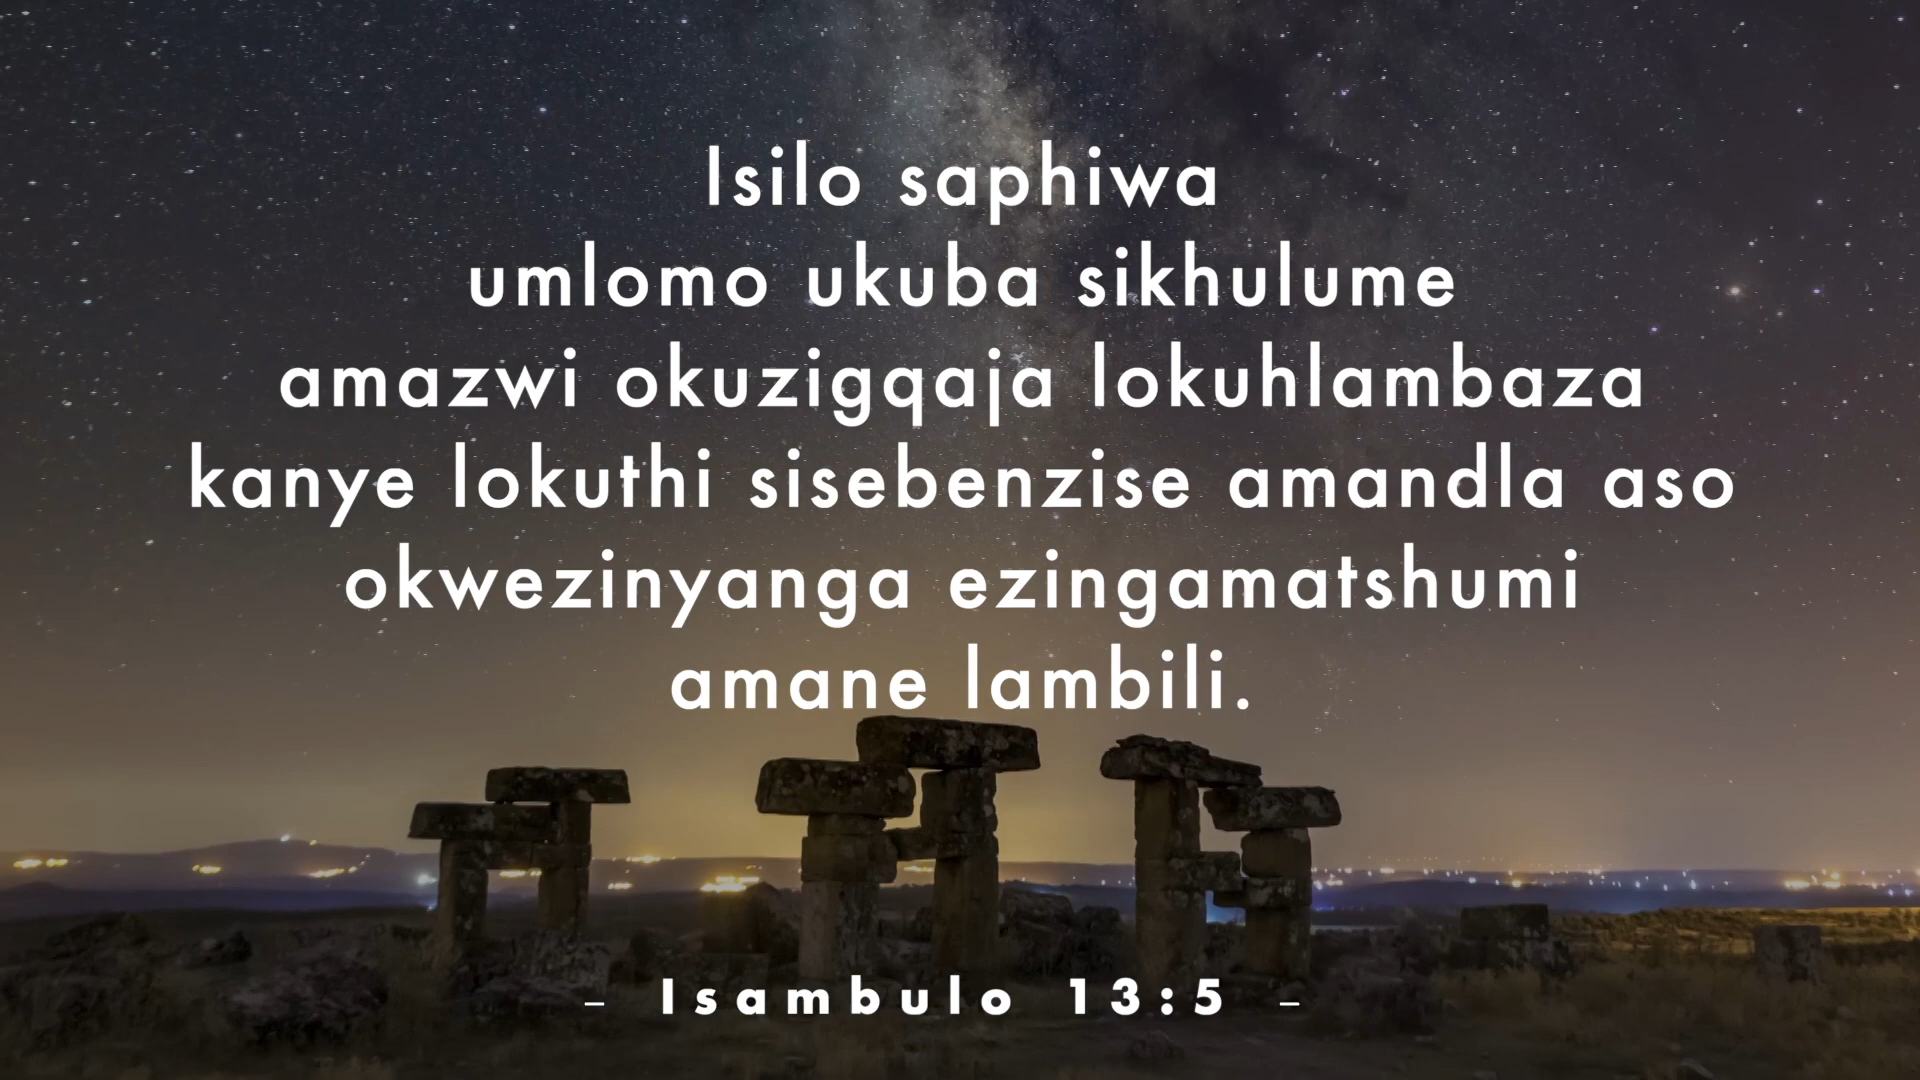 Isilo saphiwa
umlomo ukuba sikhulume
amazwi okuzigqaja lokuhlambaza
kanye lokuthi sisebenzise amandla aso
okwezinyanga ezingamatshumi
amane lambili.
– Isambulo 13:5 –